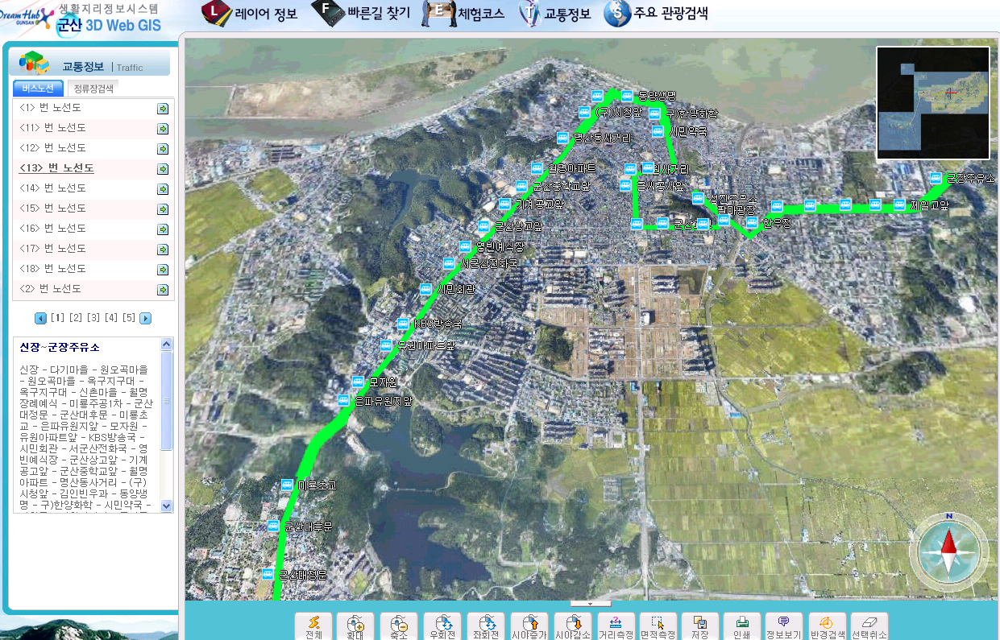 Dream Hub
GUNSAN
생활지리정보시스템
군산 3D Web GIS
L 레이어 정보
F 빠른길 찾기
E 체험코스
T 교통정보
S 주요 관광검색
교통정보 | Traffic
버스노선 정류장검색
<1> 번 노선도
<11> 번 노선도
<12> 번 노선도
<13> 번 노선도
<14> 번 노선도
<15> 번 노선도
<16> 번 노선도
<17> 번 노선도
<18> 번 노선도
<2> 번 노선도
[1] [2] [3] [4] [5]
신장~군장주유소
신장 - 다기마을 - 원오곡마을
- 원오곡마을 - 옥구지구대 -
옥구지구대 - 신촌마을 - 월명
장례예식 - 미룡주공1차 - 군산
대정문 - 군산대후문 - 미룡초
교 - 은파유원지앞 - 모자원 -
유원아파트앞 - KBS방송국 -
시민회관 - 서군산전화국 - 영
빈예식장 - 군산상고앞 - 기계
공고앞 - 군산중학교앞 - 월명
아파트 - 명산동사거리 - (구)
시청앞 - 김인빈우과 - 동양생
명 - 구)한양화학 - 시민약국 -
동양생명
(구)시청앞
구)한양화학
시민약국
명산동사거리
월명아파트
군산중학교앞
기계공고앞
군산상고앞
영빈예식장
서군산전화국
시민회관
KBS방송국
유원아파트앞
모자원
은파유원지앞
미룡초교
군산대후문
군산대정문
원사거리
성진주유소
팔마광장
한우정
제일고앞
군장주유소
N
전체
확대
축소
우회전
좌회전
시야증가
시야감소
거리측정
면적측정
저장
인쇄
정보보기
반경검색
선택취소